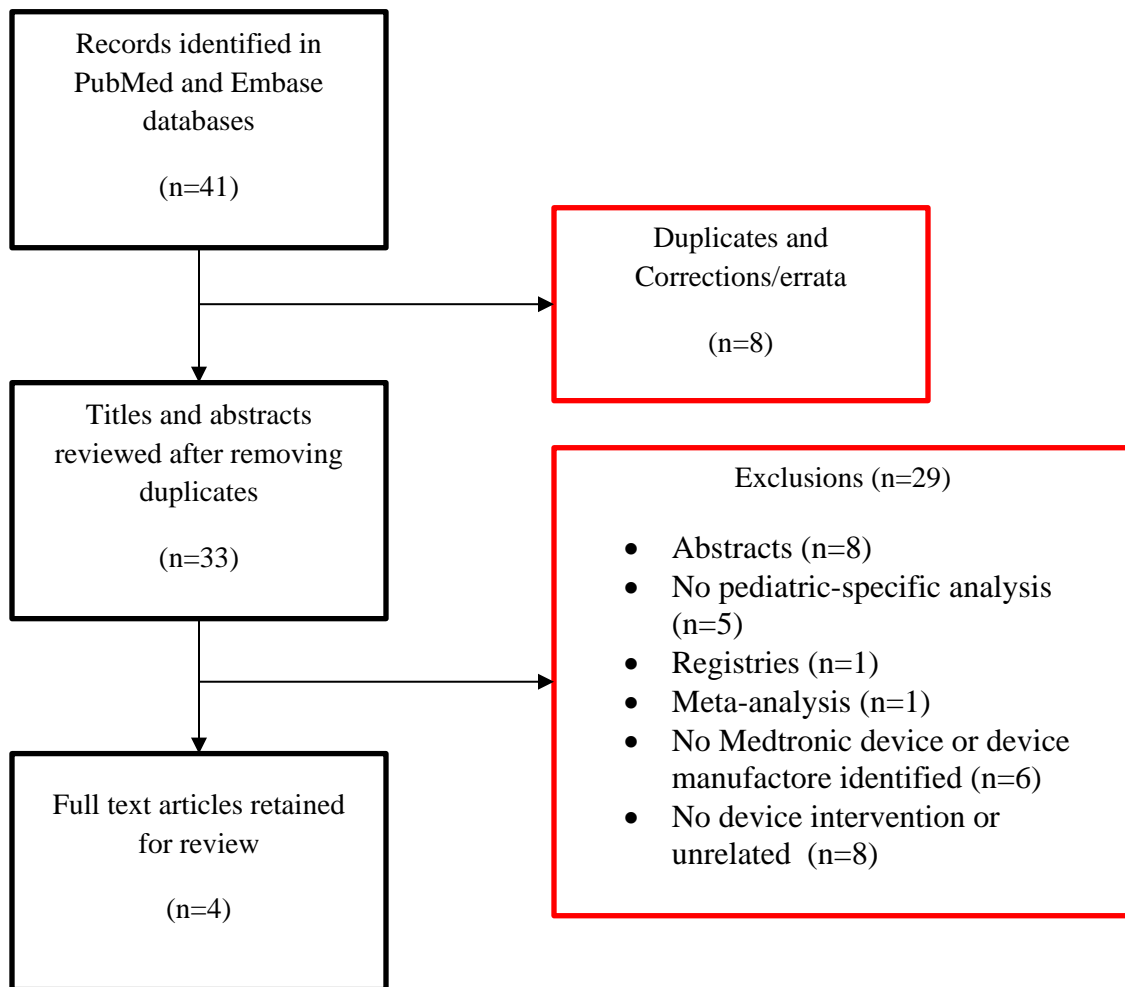 Records identified in
PubMed and Embase
databases
(n=41)
Duplicates and
Corrections/errata
(n=8)
Titles and abstracts
reviewed after removing
duplicates
(n=33)
Exclusions (n=29)
• Abstracts (n=8)
• No pediatric-specific analysis
(n=5)
• Registries (n=1)
• Meta-analysis (n=1)
• No Medtronic device or device
manufactore identified (n=6)
• No device intervention or
unrelated (n=8)
Full text articles retained
for review
(n=4)